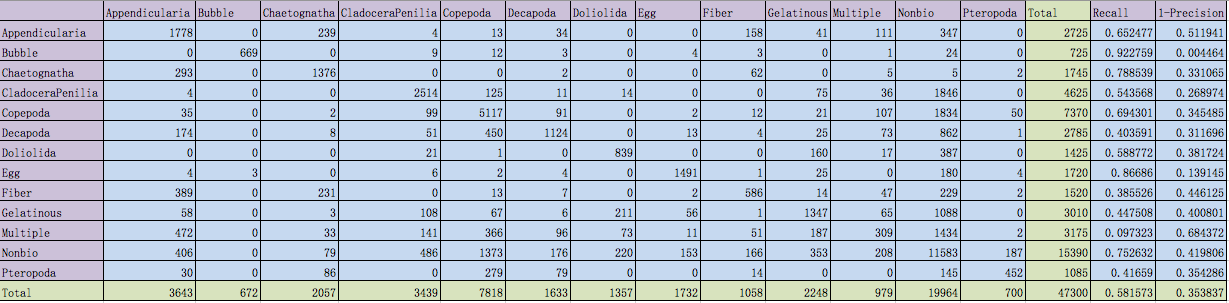 Appendicularia Bubble Chaetognatha CladoceraPenilia Copepoda Decapoda Doliolida Egg Fiber Gelatinous Multiple Nonbio Pteropoda Total Recall 1-Precision
Appendicularia 1778 0 239 4 13 34 0 0 158 41 111 347 0 2725 0.652477 0.511941
Bubble 0 669 0 9 12 3 0 4 3 0 1 24 0 725 0.922759 0.004464
Chaetognatha 293 0 1376 0 0 2 0 0 62 0 5 5 2 1745 0.788539 0.331065
CladoceraPenilia 4 0 0 2514 125 11 14 0 0 75 36 1846 0 4625 0.543568 0.268974
Copepoda 35 0 2 99 5117 91 0 2 12 21 107 1834 50 7370 0.694301 0.345485
Decapoda 174 0 8 51 450 1124 0 13 4 25 73 862 1 2785 0.403591 0.311696
Doliolida 0 0 0 21 1 0 839 0 0 160 17 387 0 1425 0.588772 0.381724
Egg 4 3 0 6 2 4 0 1491 1 25 0 180 4 1720 0.86686 0.139145
Fiber 389 0 231 0 13 7 0 2 586 14 47 229 2 1520 0.385526 0.446125
Gelatinous 58 0 3 108 67 6 211 56 1 1347 65 1088 0 3010 0.447508 0.400801
Multiple 472 0 33 141 366 96 73 11 51 187 309 1434 2 3175 0.097323 0.684372
Nonbio 406 0 79 486 1373 176 220 153 166 353 208 11583 187 15390 0.752632 0.419806
Pteropoda 30 0 86 0 279 79 0 0 14 0 0 145 452 1085 0.41659 0.354286
Total 3643 672 2057 3439 7818 1633 1357 1732 1058 2248 979 19964 700 47300 0.581573 0.353837